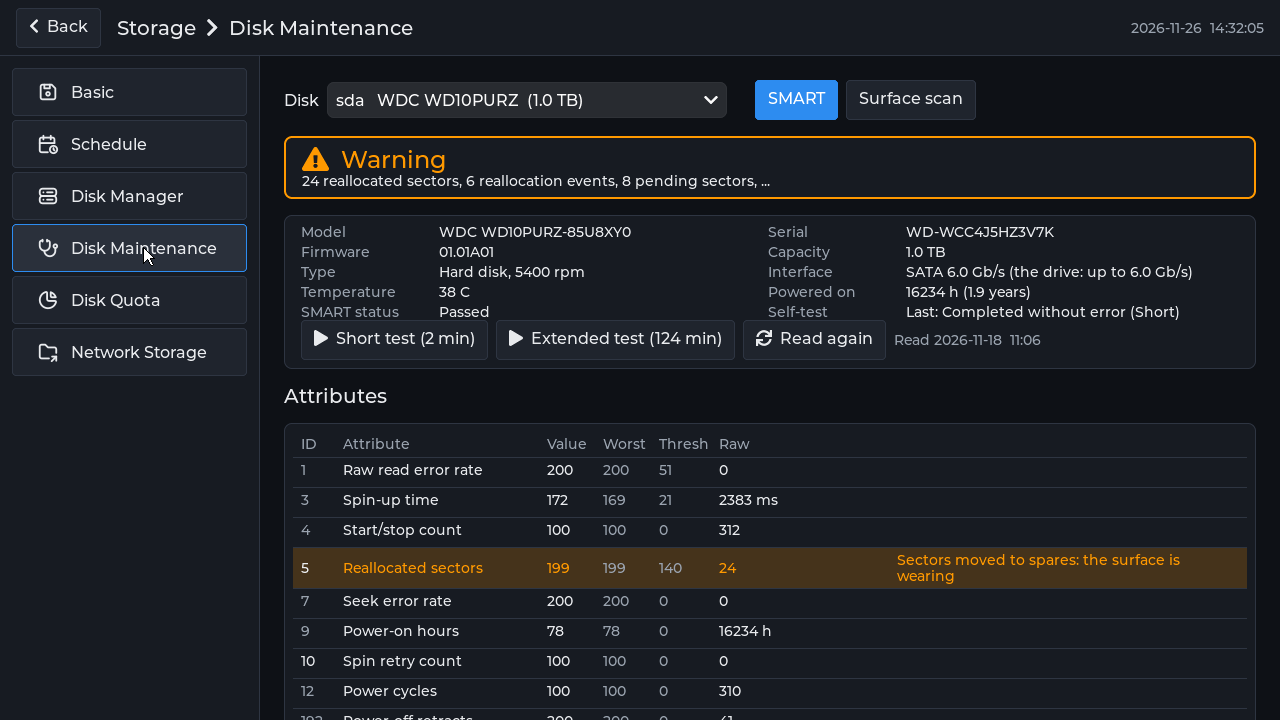 Back
Storage > Disk Maintenance
2026-11-26 14:32:05
Basic
Schedule
Disk Manager
Disk Maintenance
Disk Quota
Network Storage
Disk sda WDC WD10PURZ (1.0 TB) SMART Surface scan
Warning
24 reallocated sectors, 6 reallocation events, 8 pending sectors, ...
Model WDC WD10PURZ-85U8XY0 Serial WD-WCC4J5HZ3V7K
Firmware 01.01A01 Capacity 1.0 TB
Type Hard disk, 5400 rpm Interface SATA 6.0 Gb/s (the drive: up to 6.0 Gb/s)
Temperature 38 C Powered on 16234 h (1.9 years)
SMART status Passed Self-test Last: Completed without error (Short)
Short test (2 min) Extended test (124 min) Read again Read 2026-11-18 11:06
Attributes
ID Attribute Value Worst Thresh Raw
1 Raw read error rate 200 200 51 0
3 Spin-up time 172 169 21 2383 ms
4 Start/stop count 100 100 0 312
5 Reallocated sectors 199 199 140 24 Sectors moved to spares: the surface is
wearing
7 Seek error rate 200 200 0 0
9 Power-on hours 78 78 0 16234 h
10 Spin retry count 100 100 0 0
12 Power cycles 100 100 0 310
192 Power-off retracts 200 200 0 41